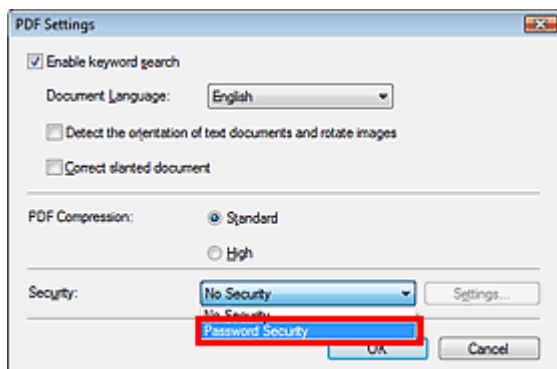 PDF Settings
Enable keyword search
Document Language: English
Detect the orientation of text documents and rotate images
Correct slanted document
PDF Compression: Standard
High
Security: No Security Settings...
No Security
Password Security
OK Cancel